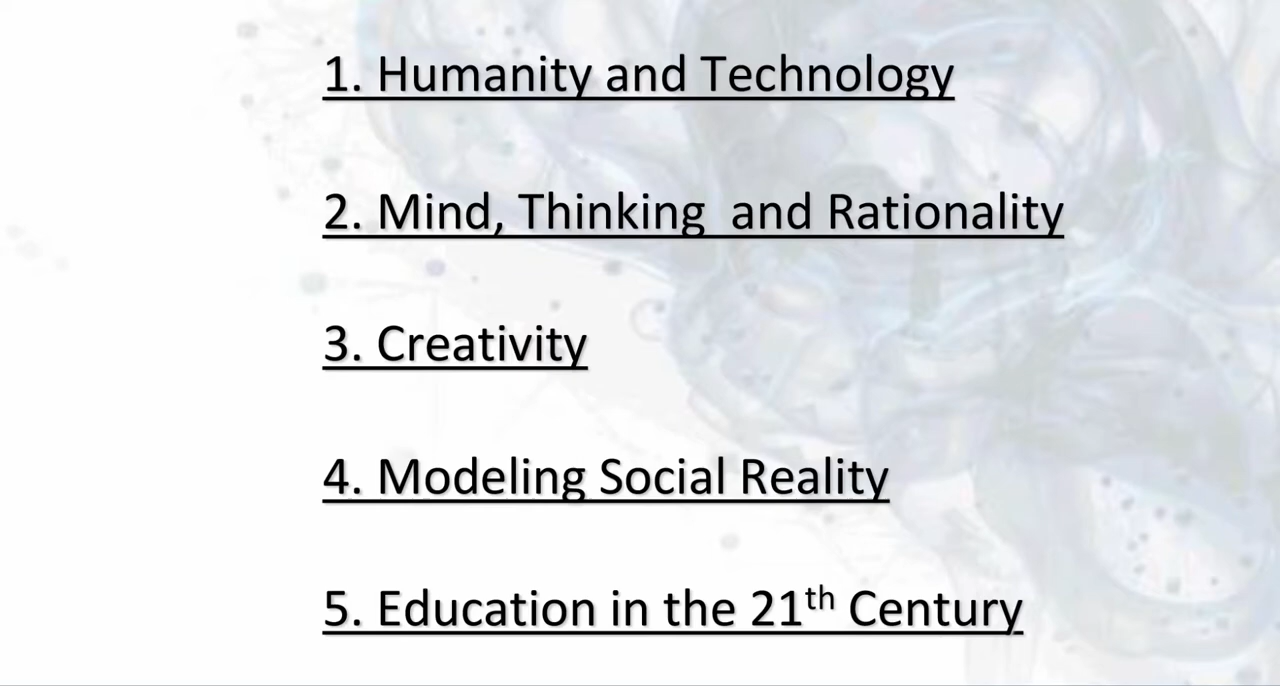 1. Humanity and Technology
2. Mind, Thinking  and Rationality
3. Creativity
4. Modeling Social Reality
5. Education in the 21th Century